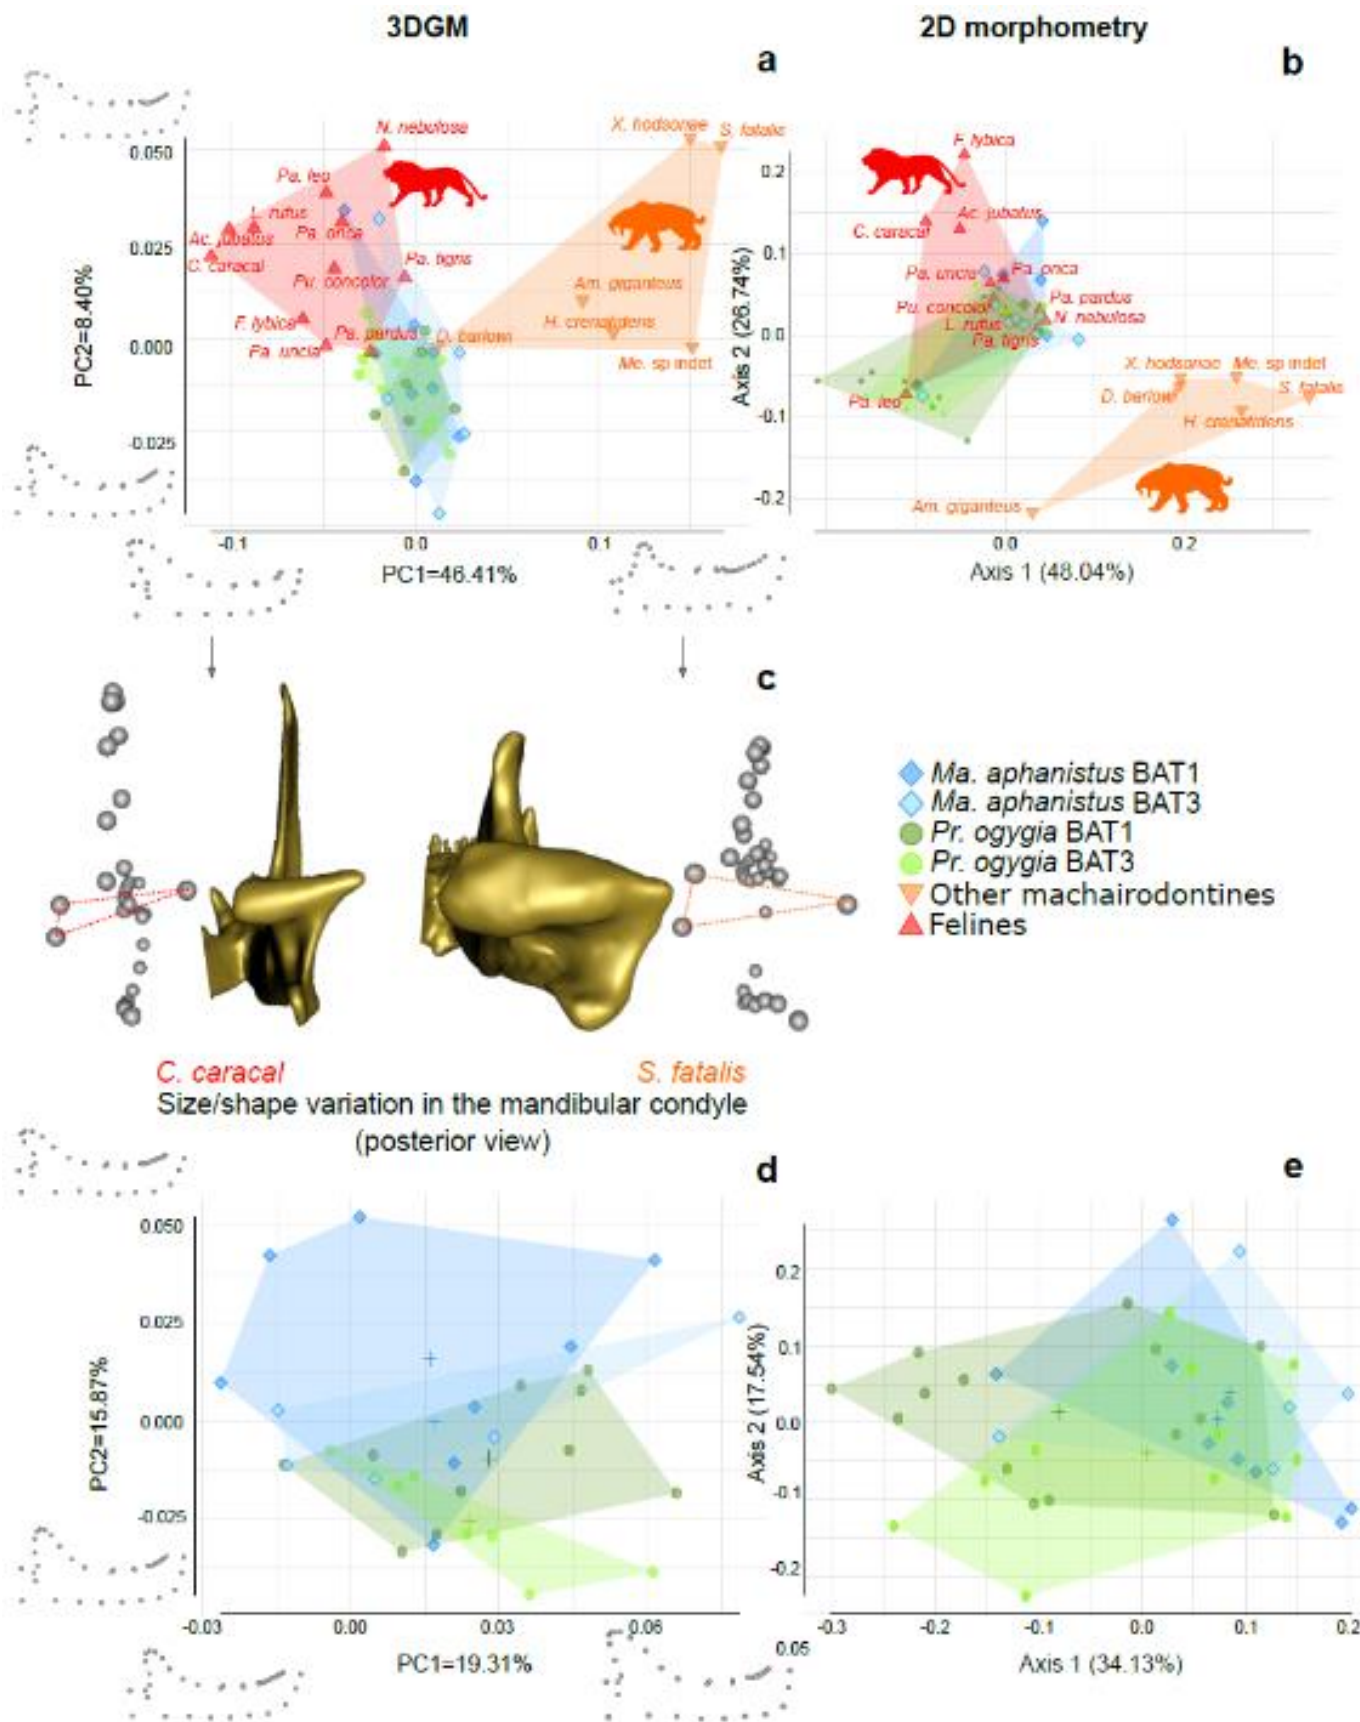 3DGM
2D morphometry
a
b
N. nebulosa
X. hodsonae
S. fatalis
Pa. leo
L. rufus
Pa. onca
Ac. jubatus
C. caracal
Pa. tigris
Pu. concolor
Am. giganteus
F. lybica
Pa. pardus
D. barlowi
H. crenatidens
Pa. uncia
Me. sp indet
0.050
0.025
0.000
-0.025
PC2=8.40%
-0.1
0.0
0.1
PC1=46.41%
F. lybica
Ac. jubatus
C. caracal
Pa. uncia
Pa. onca
Pu. concolor
Pa. pardus
L. rufus
N. nebulosa
Pa. tigris
X. hodsonae
Me. sp indet
D. barlowi
S. fatalis
Pa. leo
H. crenatidens
Am. giganteus
0.2
0.1
0.0
-0.1
-0.2
Axis 2 (26.74%)
0.0
0.2
Axis 1 (48.04%)
c
Ma. aphanistus BAT1
Ma. aphanistus BAT3
Pr. ogygia BAT1
Pr. ogygia BAT3
Other machairodontines
Felines
C. caracal
S. fatalis
Size/shape variation in the mandibular condyle
(posterior view)
d
e
0.050
0.025
0.000
-0.025
PC2=15.87%
-0.03
0.00
0.03
0.06
PC1=19.31%
0.2
0.1
0.0
-0.1
-0.2
Axis 2 (17.54%)
-0.3
-0.2
-0.1
0.0
0.1
0.2
0.05
Axis 1 (34.13%)